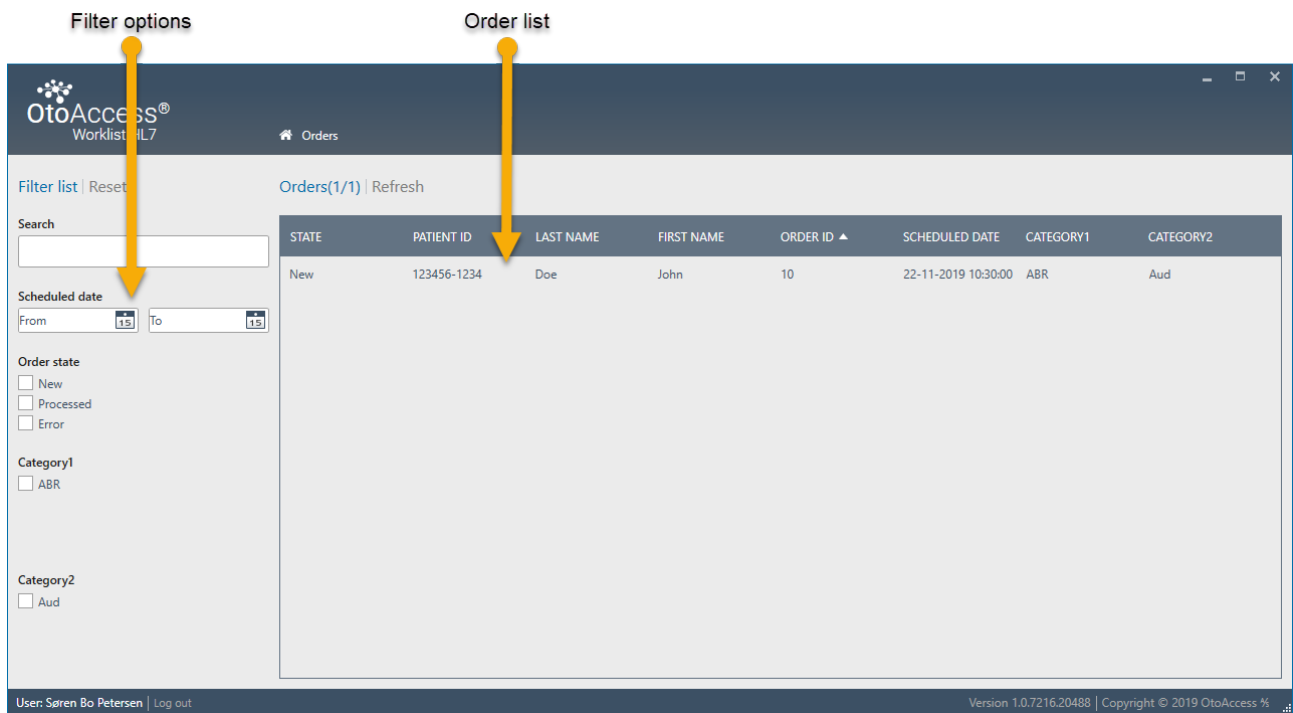 Filter options
Order list
OtoAccess®
Worklist HL7
Orders
Filter list | Reset
Orders(1/1) | Refresh
Search
STATE PATIENT ID LAST NAME FIRST NAME ORDER ID SCHEDULED DATE CATEGORY1 CATEGORY2
New 123456-1234 Doe John 10 22-11-2019 10:30:00 ABR Aud
Scheduled date
From 15 To 15
Order state
New
Processed
Error
Category1
ABR
Category2
Aud
User: Søren Bo Petersen | Log out
Version 1.0.7216.20488 | Copyright © 2019 OtoAccess